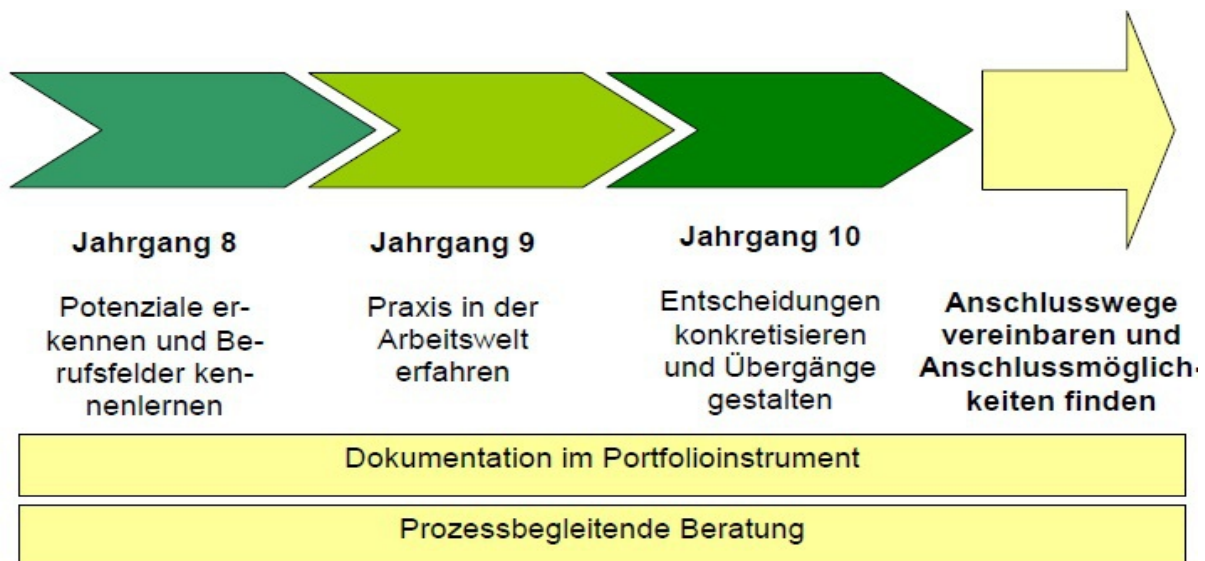 Jahrgang 8
Potenziale er-
kennen und Be-
rufsfelder ken-
nenlernen
Jahrgang 9
Praxis in der
Arbeitswelt
erfahren
Jahrgang 10
Entscheidungen
konkretisieren
und Übergänge
gestalten
Anschlusswege
vereinbaren und
Anschlussmöglich-
keiten finden
Dokumentation im Portfolioinstrument
Prozessbegleitende Beratung